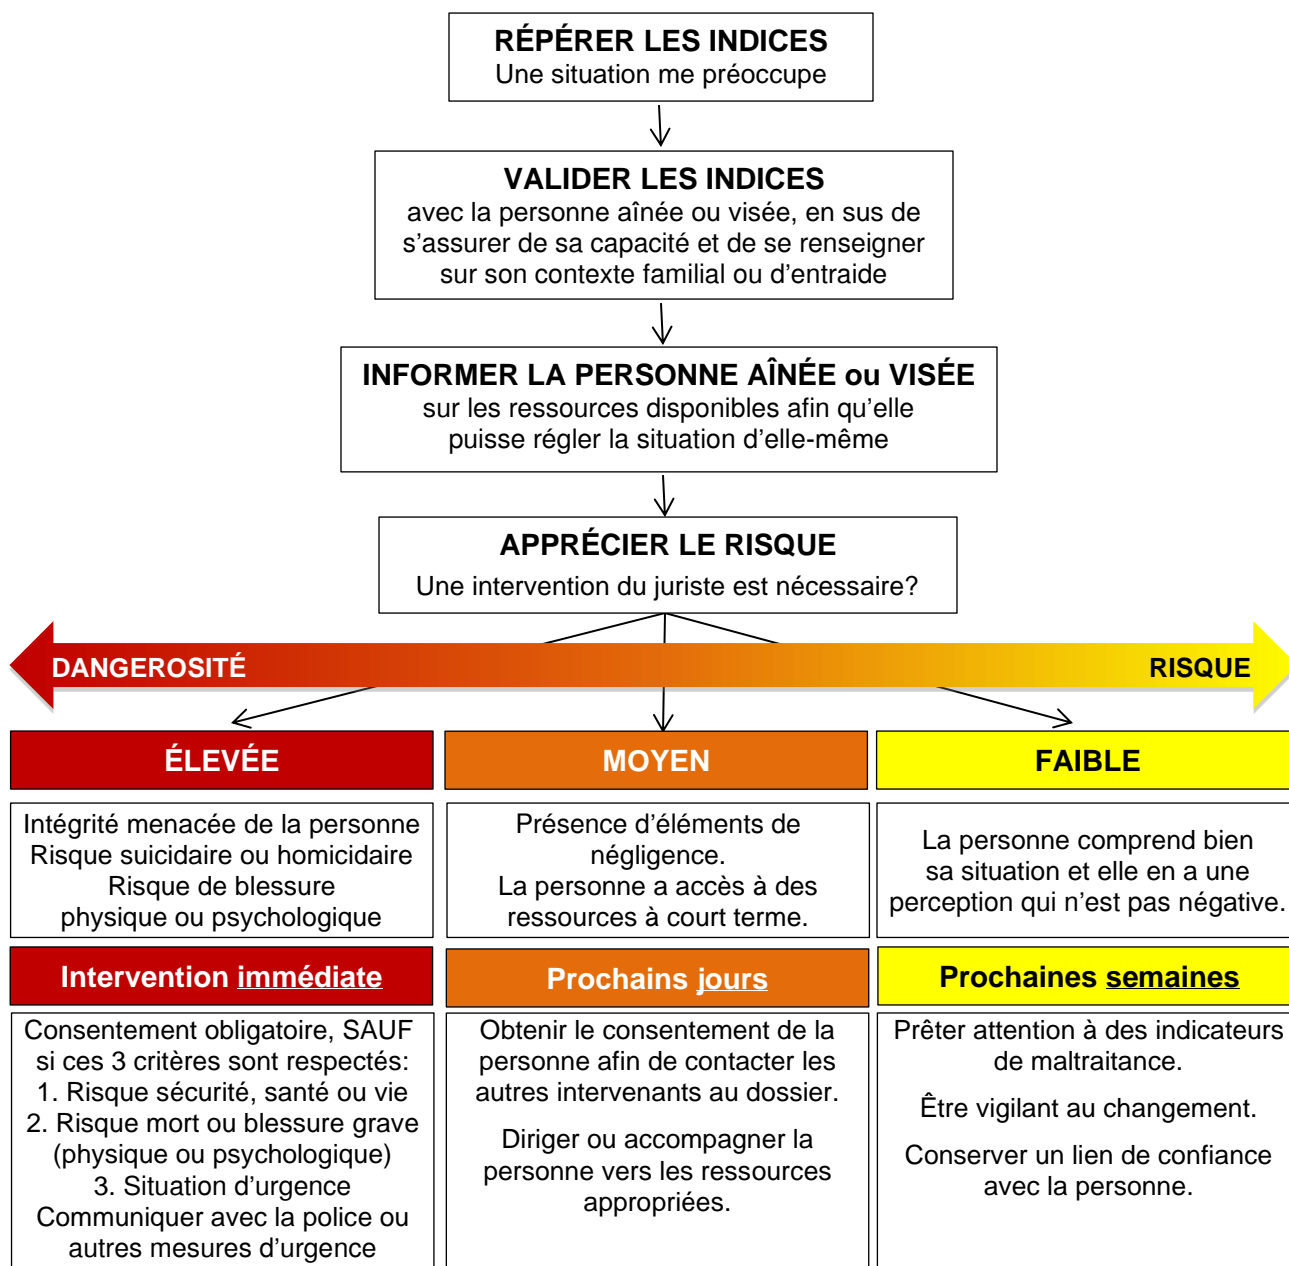 RÉPÉRER LES INDICES
Une situation me préoccupe
VALIDER LES INDICES
avec la personne aînée ou visée, en sus de
s'assurer de sa capacité et de se renseigner
sur son contexte familial ou d'entraide
INFORMER LA PERSONNE AÎNÉE ou VISÉE
sur les ressources disponibles afin qu'elle
puisse régler la situation d'elle-même
APPRÉCIER LE RISQUE
Une intervention du juriste est nécessaire?
DANGEROSITÉ
RISQUE
ÉLEVÉE
Intégrité menacée de la personne
Risque suicidaire ou homicidaire
Risque de blessure
physique ou psychologique
Intervention immédiate
Consentement obligatoire, SAUF
si ces 3 critères sont respectés:
1. Risque sécurité, santé ou vie
2. Risque mort ou blessure grave
(physique ou psychologique)
3. Situation d'urgence
Communiquer avec la police ou
autres mesures d'urgence
MOYEN
Présence d'éléments de
négligence.
La personne a accès à des
ressources à court terme.
Prochains jours
Obtenir le consentement de la
personne afin de contacter les
autres intervenants au dossier.
Diriger ou accompagner la
personne vers les ressources
appropriées.
FAIBLE
La personne comprend bien
sa situation et elle en a une
perception qui n'est pas négative.
Prochaines semaines
Prêter attention à des indicateurs
de maltraitance.
Être vigilant au changement.
Conserver un lien de confiance
avec la personne.